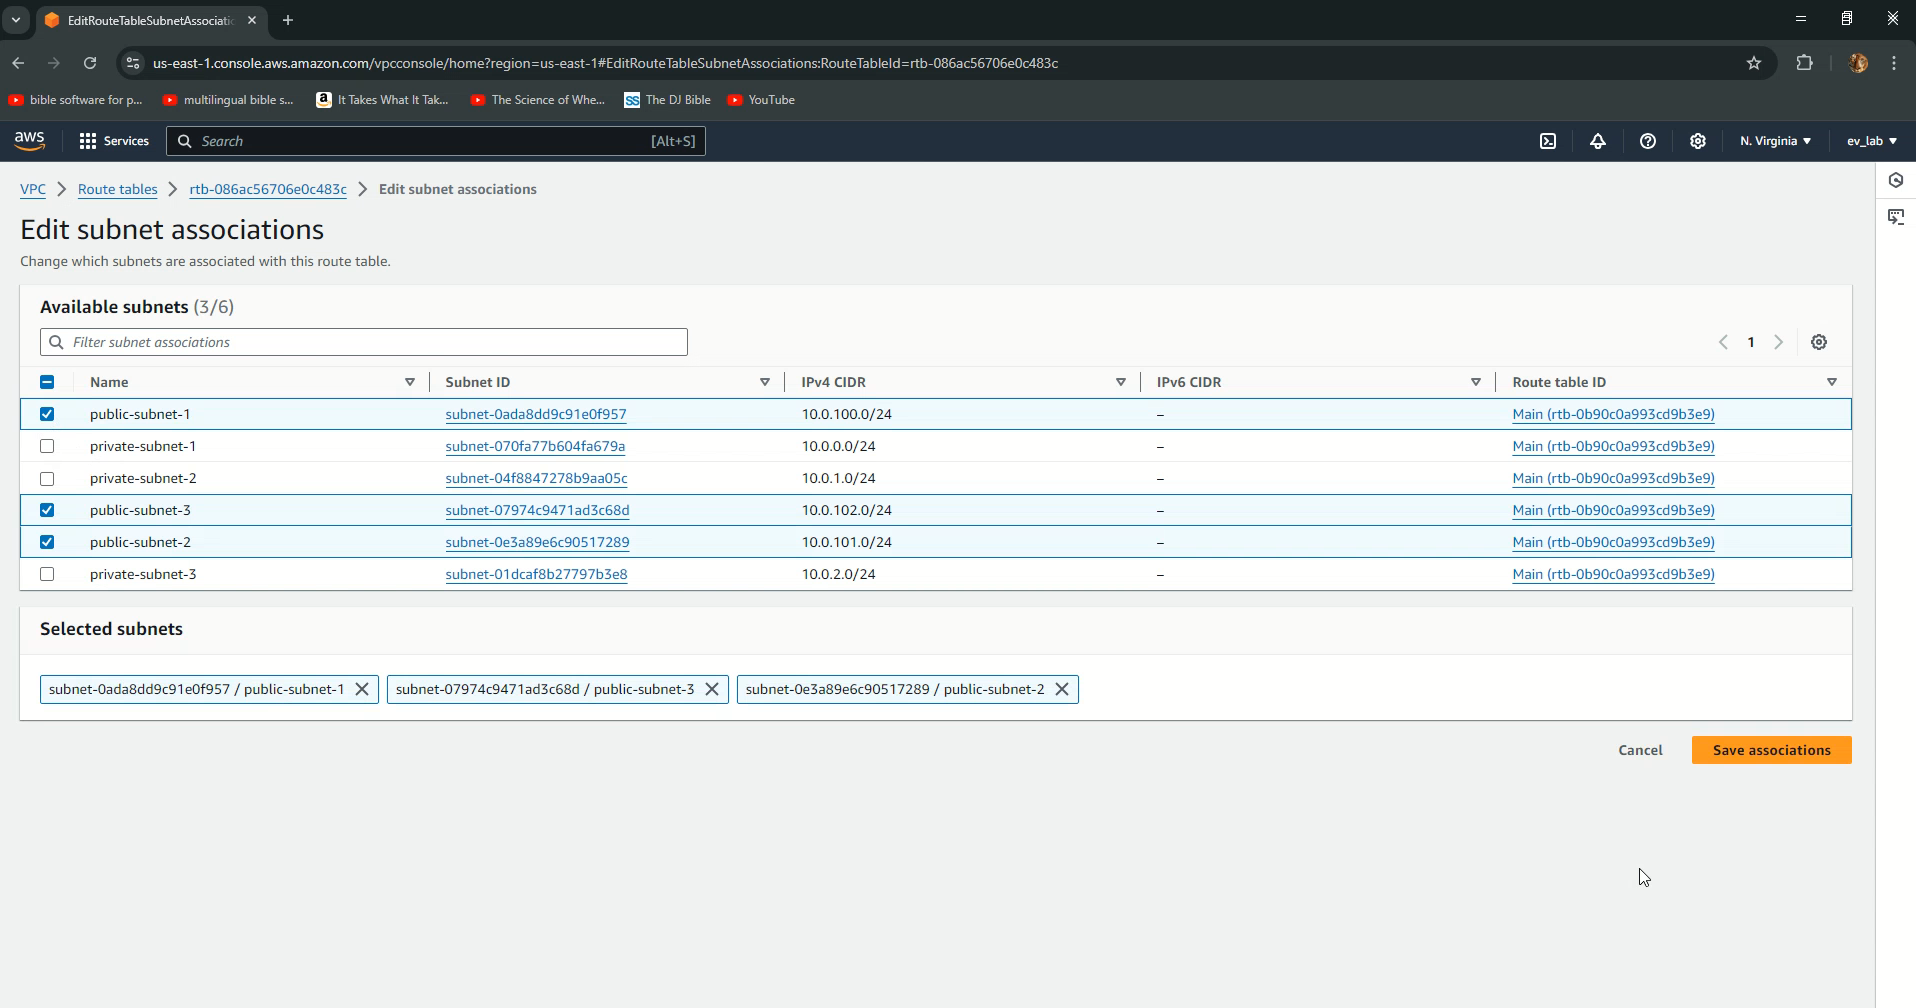 EditRouteTableSubnetAssociatio
us-east-1.console.aws.amazon.com/vpcconsole/home?region=us-east-1#EditRouteTableSubnetAssociations:RouteTableId=rtb-086ac56706e0c483c
bible software for p... multilingual bible s... It Takes What It Tak... The Science of Whe... The DJ Bible YouTube
aws Services Search [Alt+S] N. Virginia ev_lab
VPC Route tables rtb-086ac56706e0c483c Edit subnet associations
Edit subnet associations
Change which subnets are associated with this route table.
Available subnets (3/6)
Filter subnet associations 1
Name Subnet ID IPv4 CIDR IPv6 CIDR Route table ID
public-subnet-1 subnet-0ada8dd9c91e0f957 10.0.100.0/24 – Main (rtb-0b90c0a993cd9b3e9)
private-subnet-1 subnet-070fa77b604fa679a 10.0.0.0/24 – Main (rtb-0b90c0a993cd9b3e9)
private-subnet-2 subnet-04f8847278b9aa05c 10.0.1.0/24 – Main (rtb-0b90c0a993cd9b3e9)
public-subnet-3 subnet-07974c9471ad3c68d 10.0.102.0/24 – Main (rtb-0b90c0a993cd9b3e9)
public-subnet-2 subnet-0e3a89e6c90517289 10.0.101.0/24 – Main (rtb-0b90c0a993cd9b3e9)
private-subnet-3 subnet-01dcaf8b27797b3e8 10.0.2.0/24 – Main (rtb-0b90c0a993cd9b3e9)
Selected subnets
subnet-0ada8dd9c91e0f957 / public-subnet-1 subnet-07974c9471ad3c68d / public-subnet-3 subnet-0e3a89e6c90517289 / public-subnet-2
Cancel Save associations